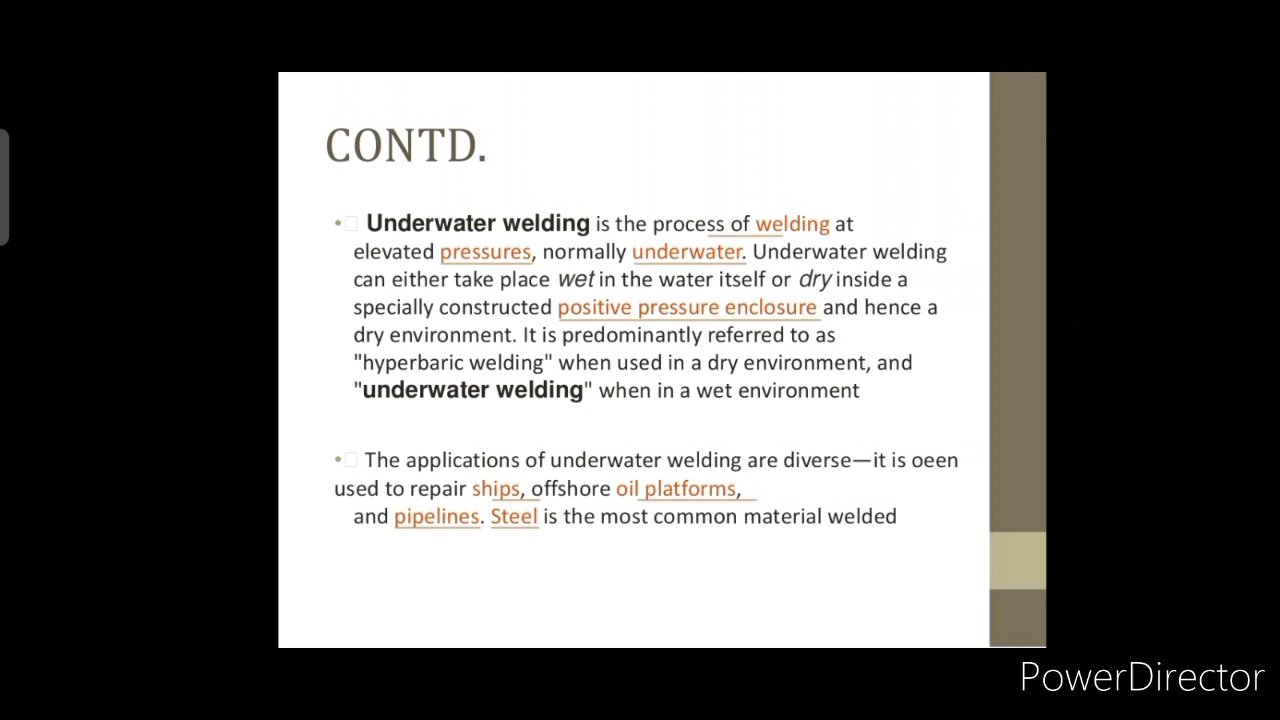 CONTD.
• Underwater welding is the process of welding at
elevated pressures, normally underwater. Underwater welding
can either take place wet in the water itself or dry inside a
specially constructed positive pressure enclosure and hence a
dry environment. It is predominantly referred to as
"hyperbaric welding" when used in a dry environment, and
"underwater welding" when in a wet environment
• The applications of underwater welding are diverse—it is oeen
used to repair ships, offshore oil platforms,
and pipelines. Steel is the most common material welded
PowerDirector